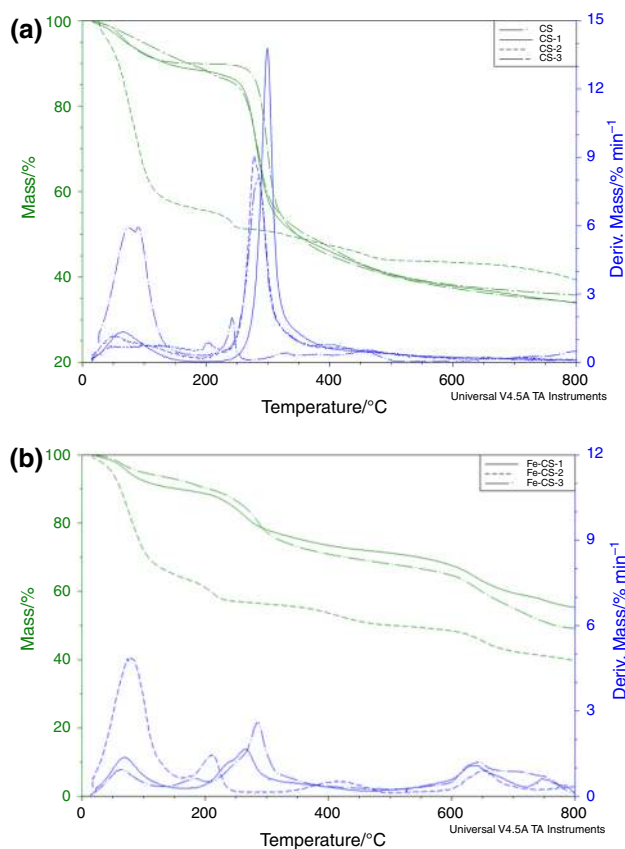 (a)
100
80
60
40
20
Mass/%
15
12
9
6
3
0
Deriv. Mass/% min⁻¹
CS
CS-1
CS-2
CS-3
0
200
400
600
800
Temperature/°C
Universal V4.5A TA Instruments
(b)
100
80
60
40
20
0
Mass/%
12
9
6
3
0
Deriv. Mass/% min⁻¹
Fe-CS-1
Fe-CS-2
Fe-CS-3
0
200
400
600
800
Temperature/°C
Universal V4.5A TA Instruments